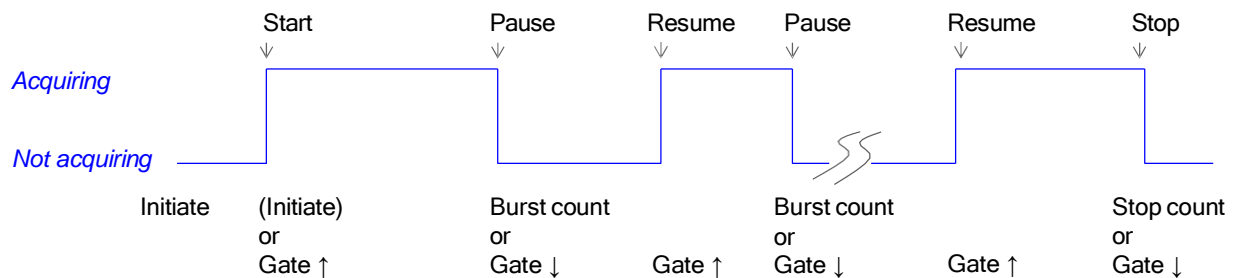 Start Pause Resume Pause Resume Stop
Acquiring
Not acquiring
Initiate (Initiate) Burst count Burst count Stop count
or or or or
Gate ↑ Gate ↓ Gate ↑ Gate ↓ Gate ↑ Gate ↓